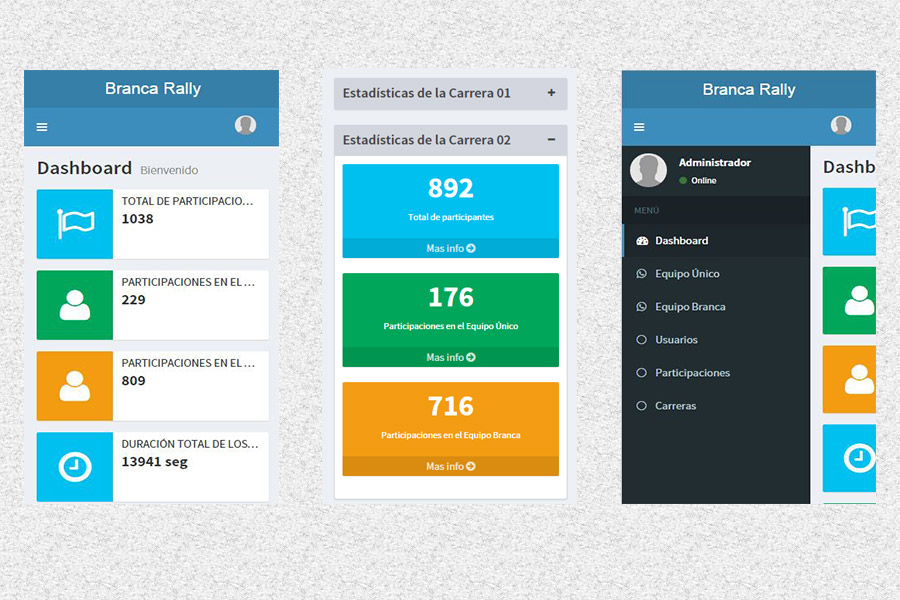 Branca Rally
Dashboard Bienvenido
TOTAL DE PARTICIPACIO...
1038
PARTICIPACIONES EN EL ...
229
PARTICIPACIONES EN EL ...
809
DURACIÓN TOTAL DE LOS...
13941 seg
Estadísticas de la Carrera 01 +
Estadísticas de la Carrera 02 −
892
Total de participantes
Mas info
176
Participaciones en el Equipo Único
Mas info
716
Participaciones en el Equipo Branca
Mas info
Branca Rally
Administrador
Online
MENÚ
Dashboard
Equipo Único
Equipo Branca
Usuarios
Participaciones
Carreras
Dashb